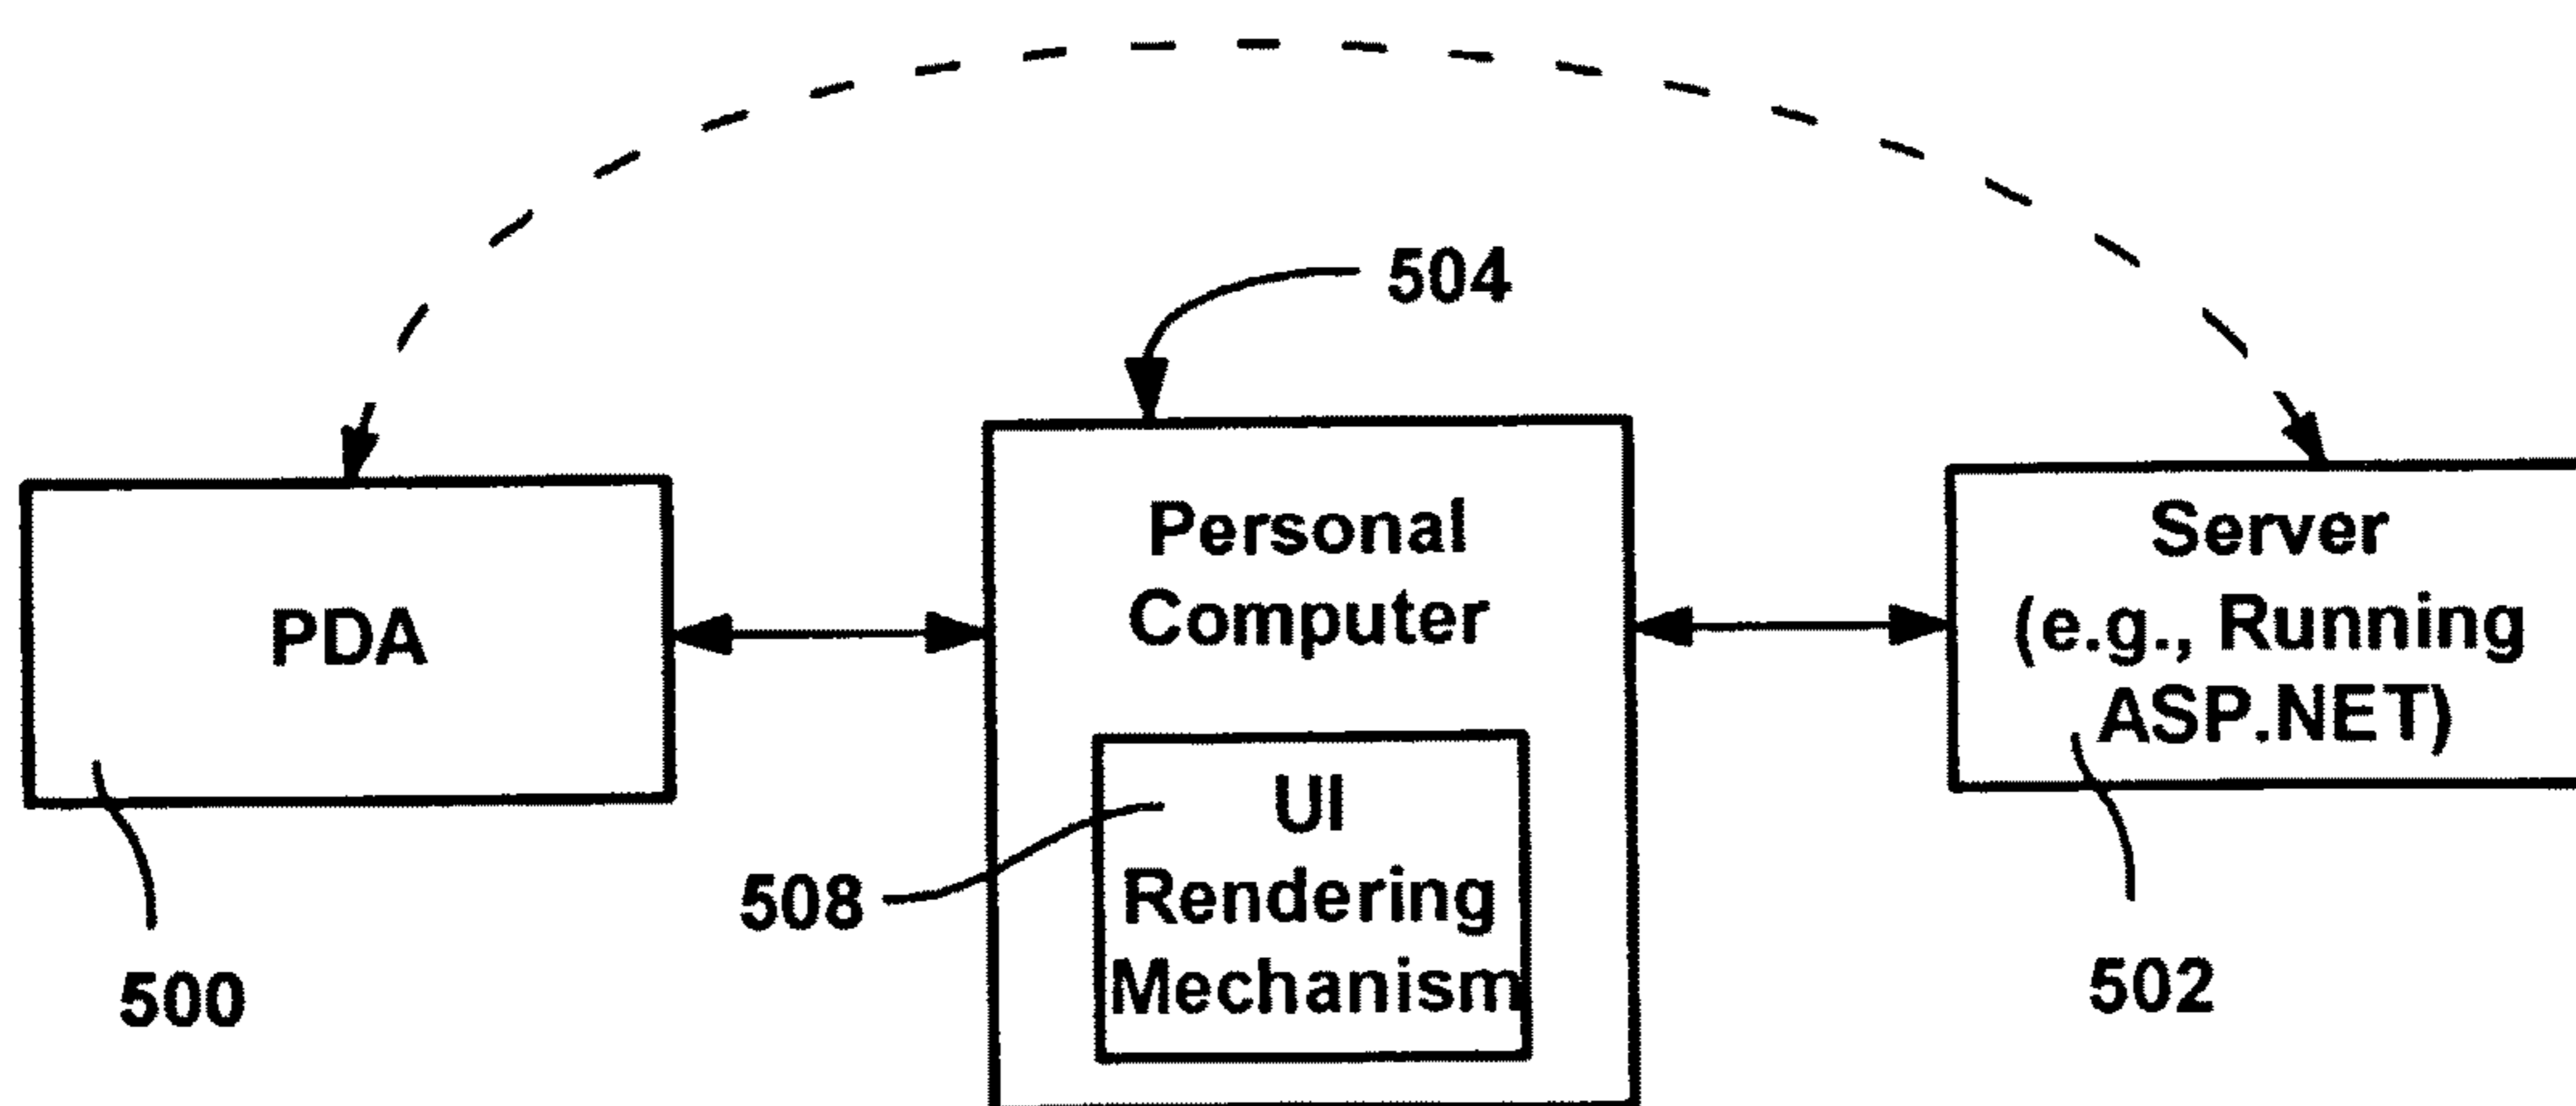 504
PDA
Personal
Computer
Server
(e.g., Running
ASP.NET)
UI
Rendering
Mechanism
508
500
502